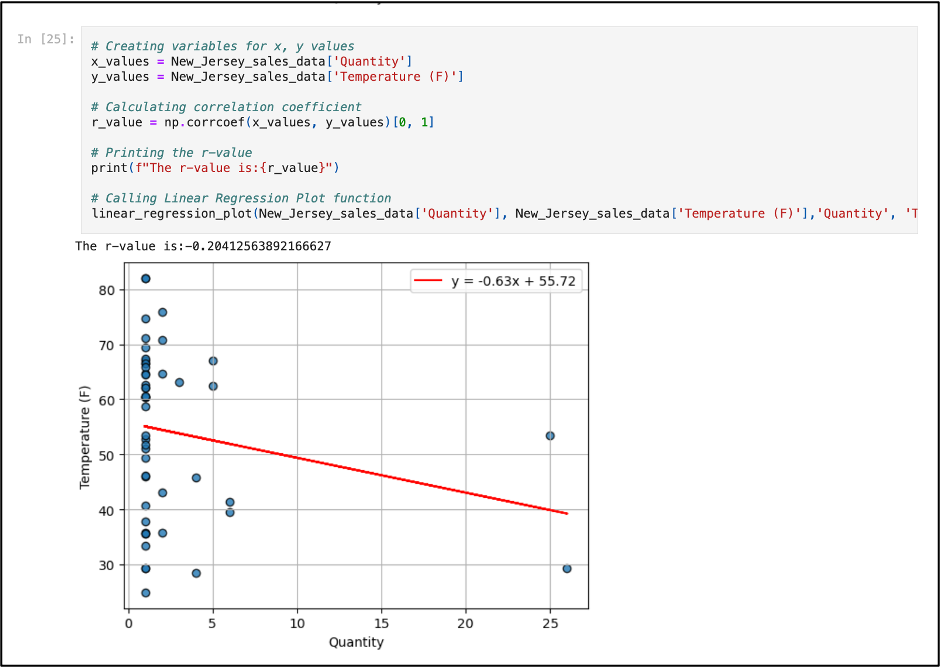 In [25]:
# Creating variables for x, y values
x_values = New_Jersey_sales_data['Quantity']
y_values = New_Jersey_sales_data['Temperature (F)']
# Calculating correlation coefficient
r_value = np.corrcoef(x_values, y_values)[0, 1]
# Printing the r-value
print(f"The r-value is:{r_value}")
# Calling Linear Regression Plot function
linear_regression_plot(New_Jersey_sales_data['Quantity'], New_Jersey_sales_data['Temperature (F)'],'Quantity', 'T
The r-value is:-0.20412563892166627
y = -0.63x + 55.72
80
70
60
50
40
30
Temperature (F)
0 5 10 15 20 25
Quantity